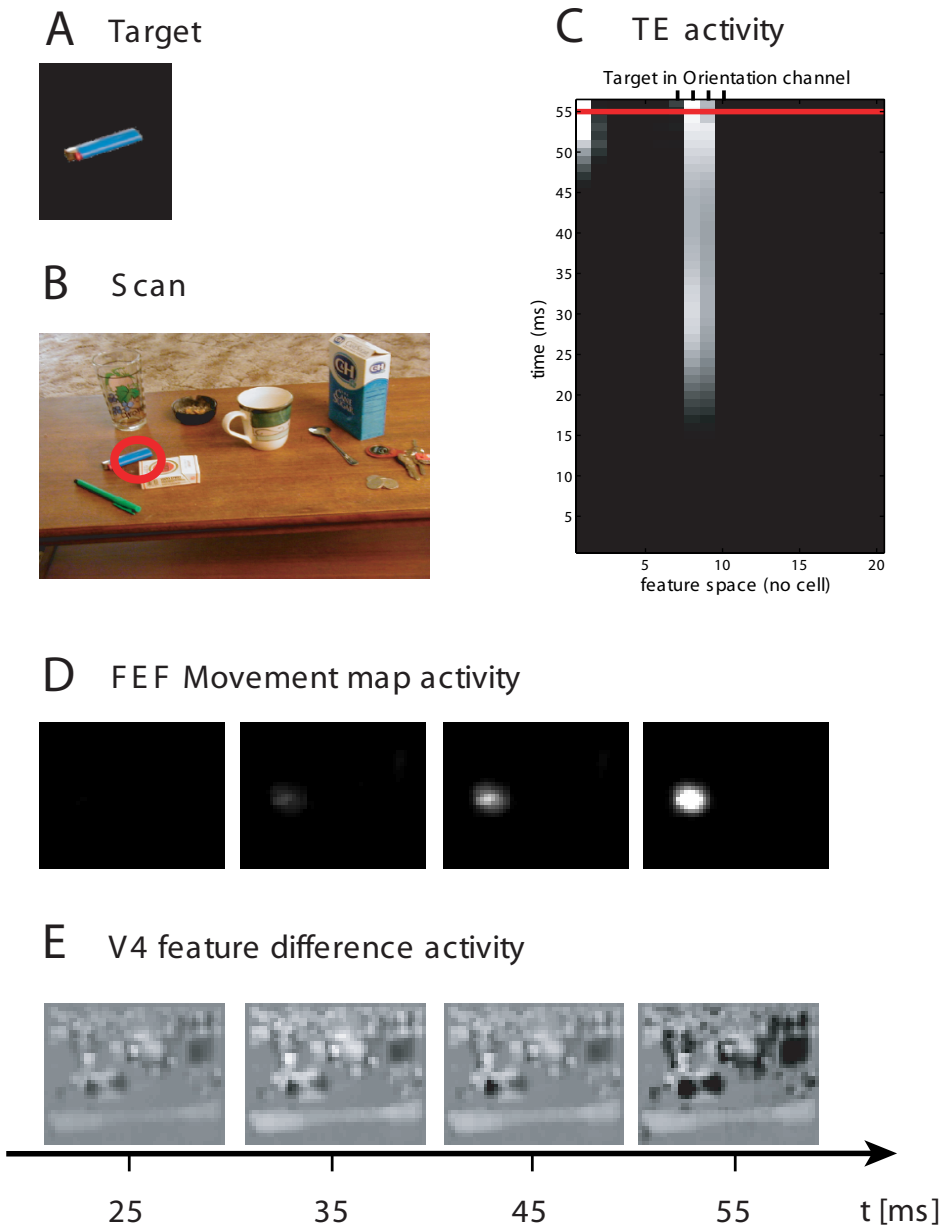 A Target
B Scan
C TE activity
Target in Orientation channel
55
50
45
40
35
30
25
20
15
10
5
time (ms)
5 10 15 20
feature space (no cell)
D FEF Movement map activity
E V4 feature difference activity
25 35 45 55 t [ms]
C&H